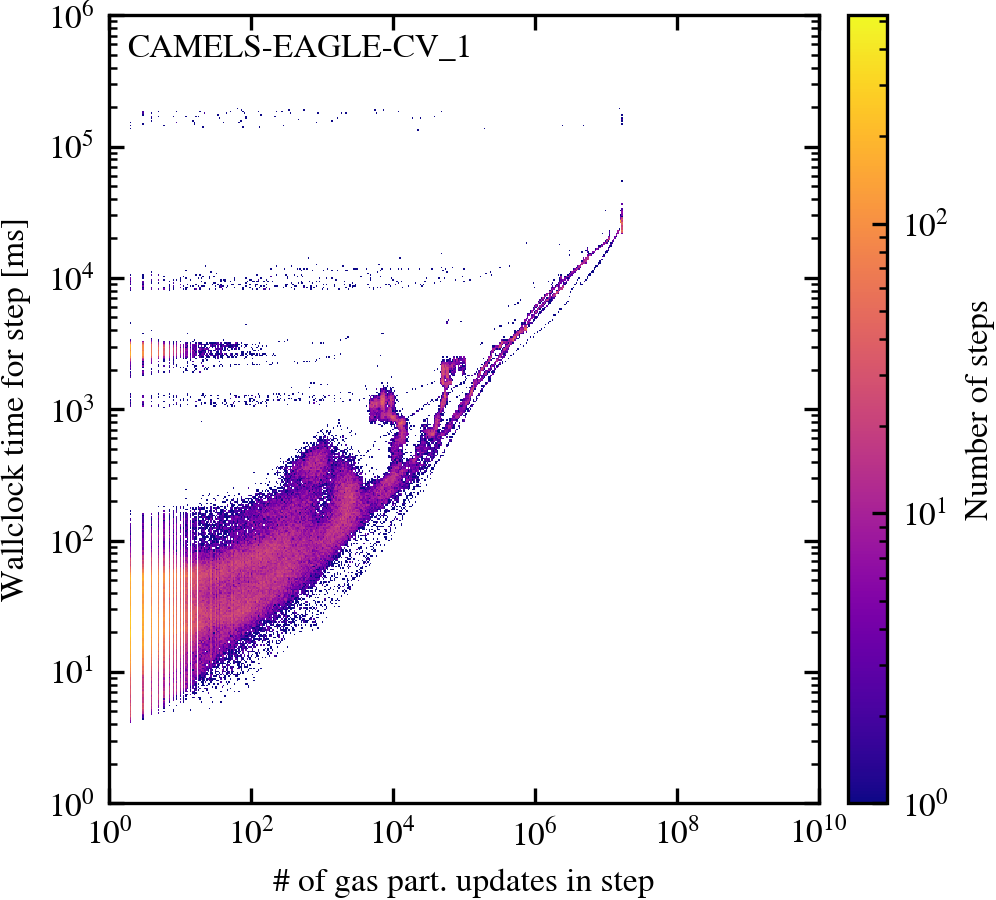 CAMELS-EAGLE-CV_1
10^6
10^5
10^4
10^3
10^2
10^1
10^0
Wallclock time for step [ms]
10^0 10^2 10^4 10^6 10^8 10^10
# of gas part. updates in step
10^2
10^1
10^0
Number of steps